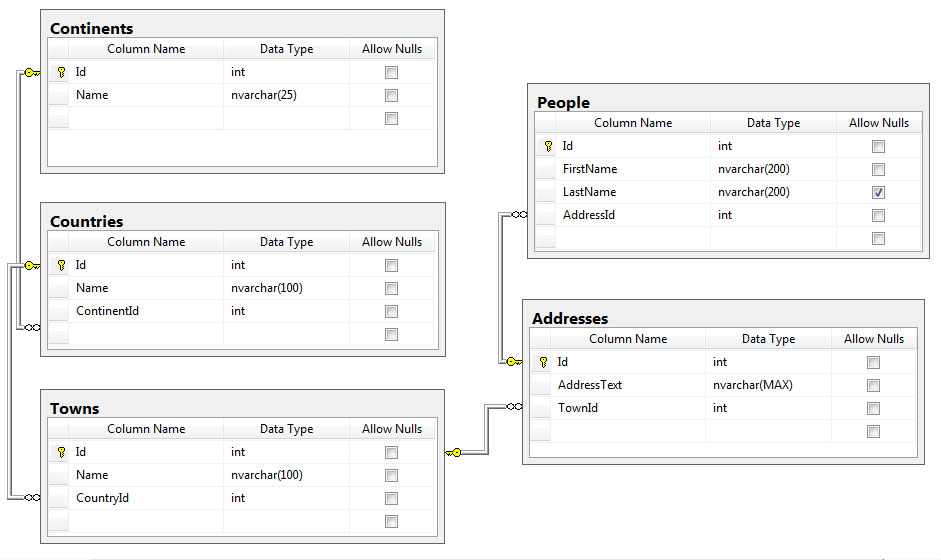 Continents
Column Name Data Type Allow Nulls
Id int
Name nvarchar(25)
Countries
Column Name Data Type Allow Nulls
Id int
Name nvarchar(100)
ContinentId int
Towns
Column Name Data Type Allow Nulls
Id int
Name nvarchar(100)
CountryId int
People
Column Name Data Type Allow Nulls
Id int
FirstName nvarchar(200)
LastName nvarchar(200)
AddressId int
Addresses
Column Name Data Type Allow Nulls
Id int
AddressText nvarchar(MAX)
TownId int